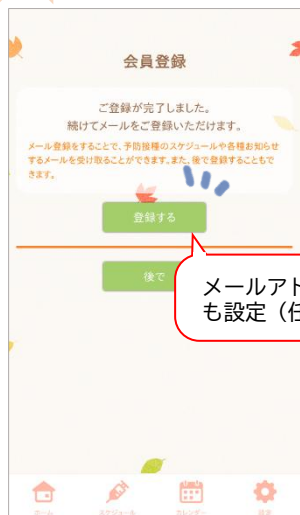 会員登録
ご登録が完了しました。
続けてメールをご登録いただけます。
メール登録をすることで、予防接種のスケジュールや各種お知らせ
するメールを受け取ることができます。また、後で登録することもで
きます。
登録する
後で
メールアド
も設定（任
ホーム
スケジュール
カレンダー
設定